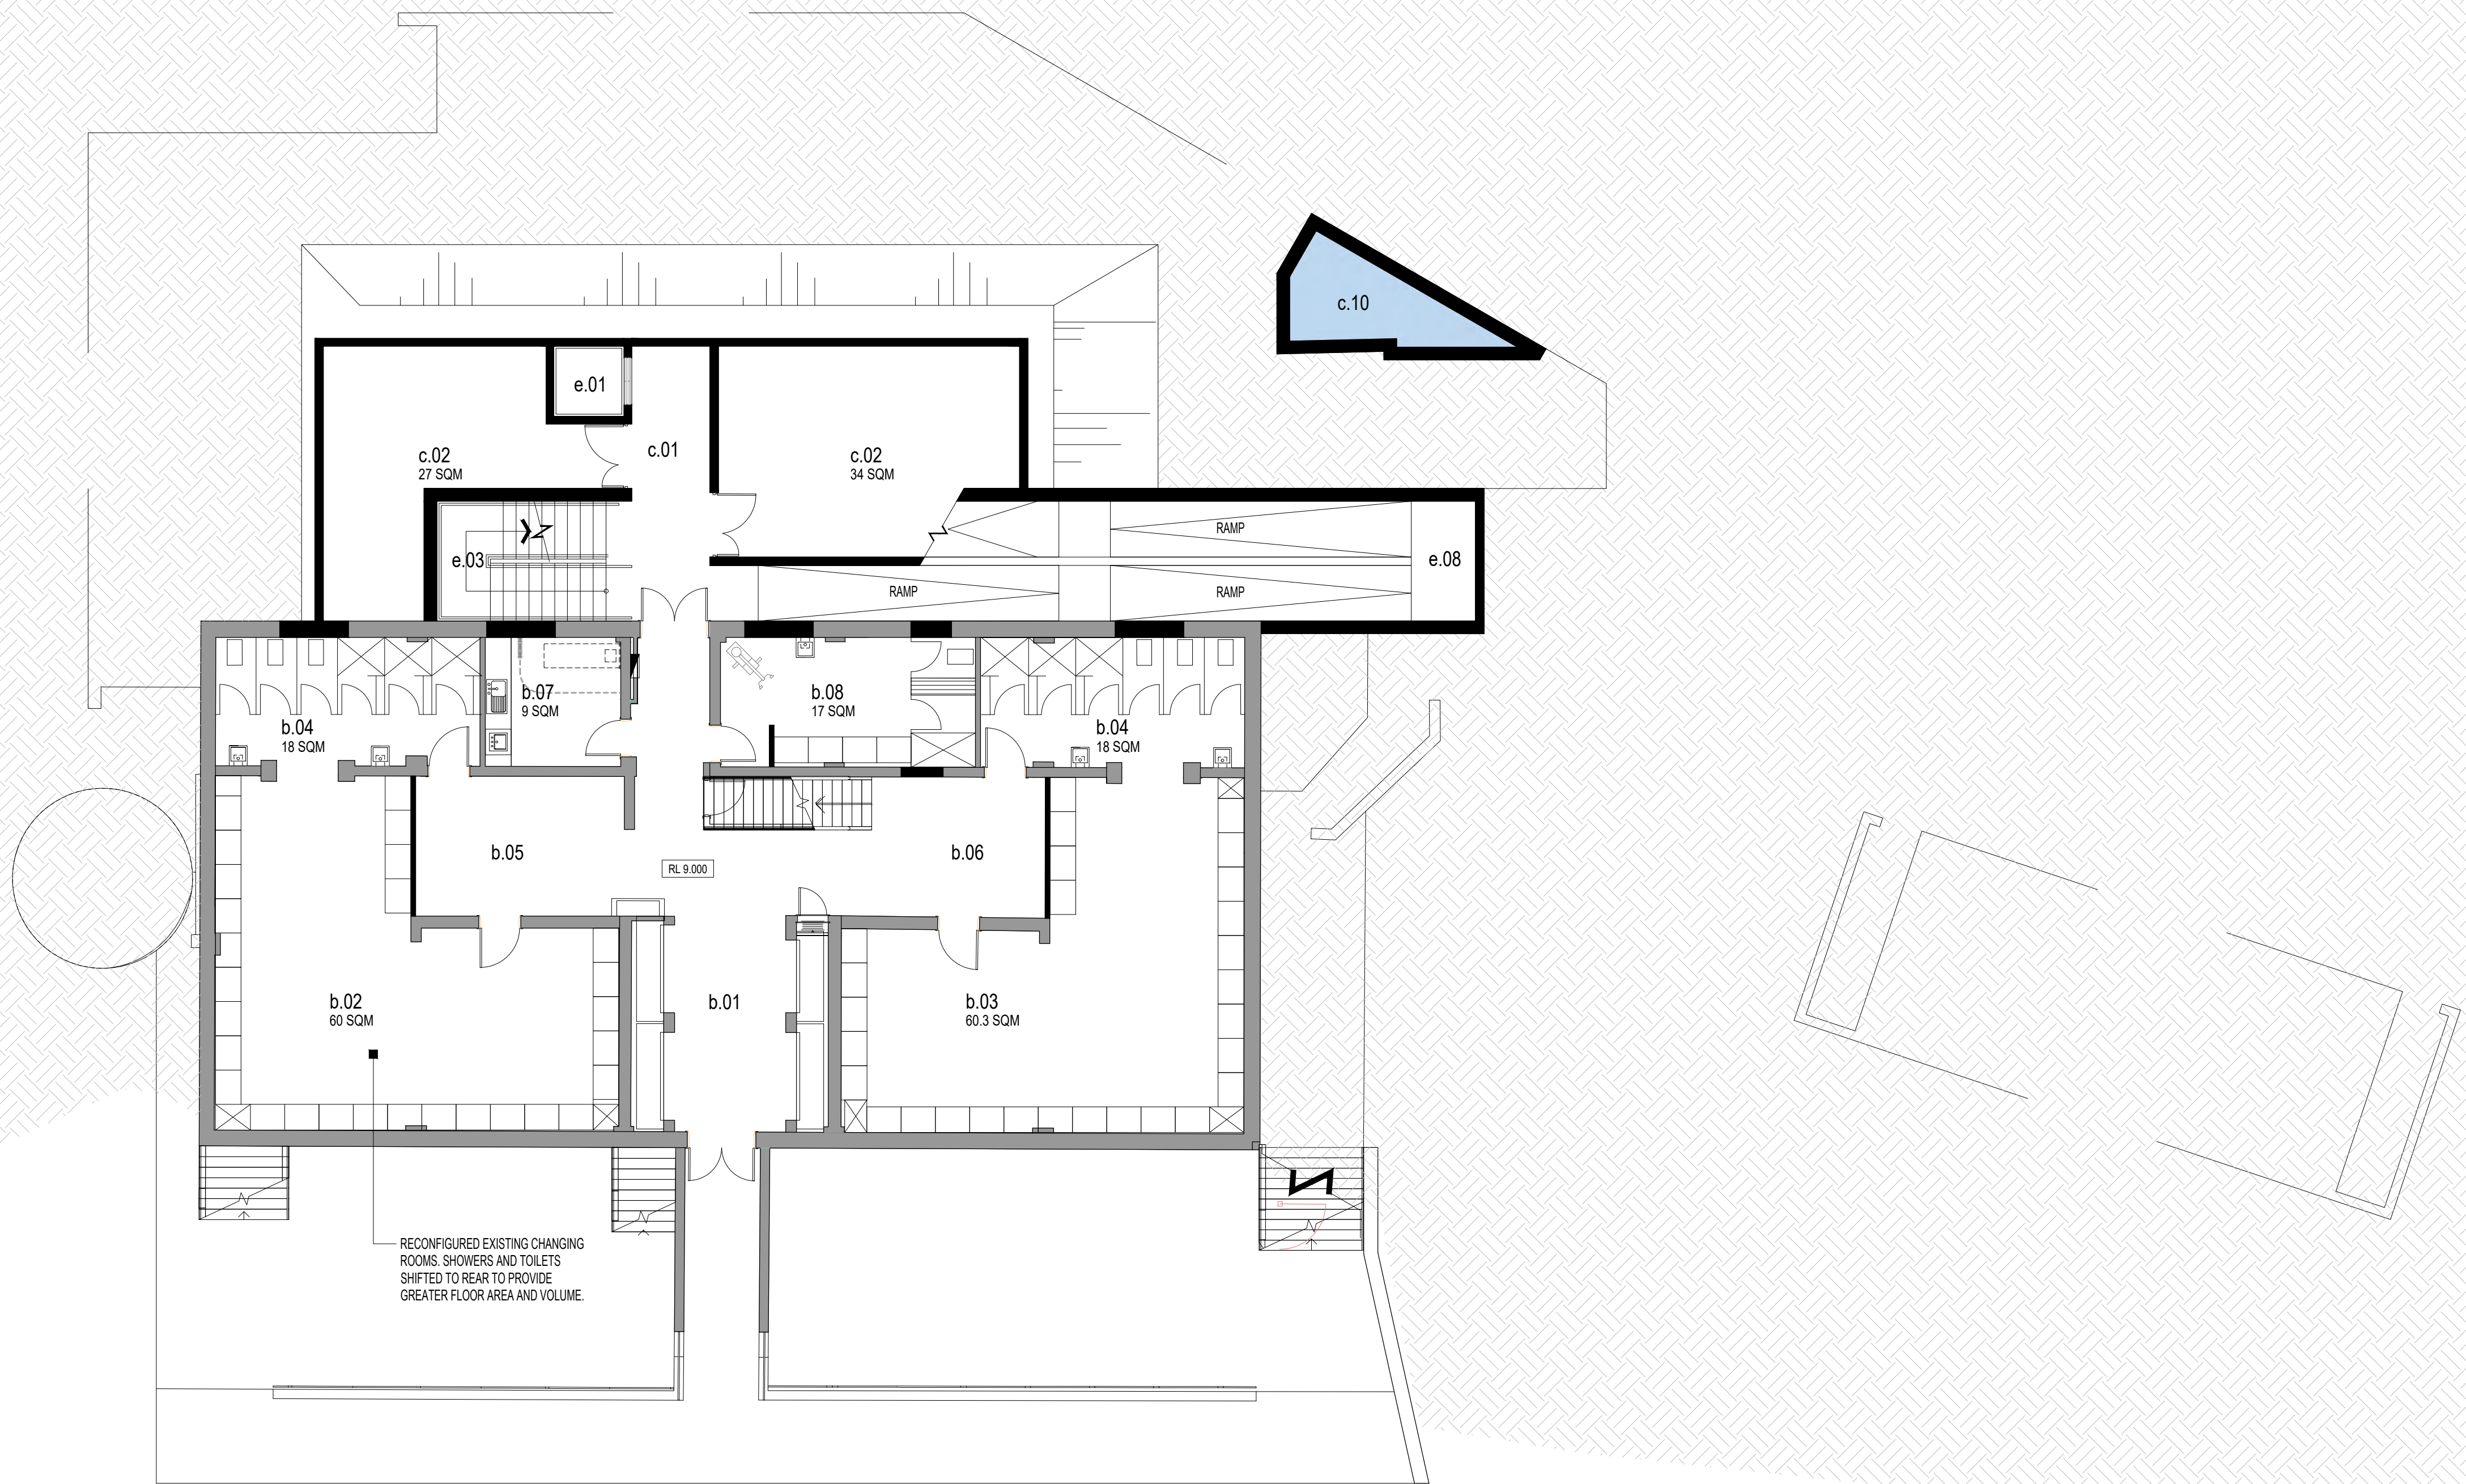 c.10
e.01
c.01
c.02
27 SQM
c.02
34 SQM
RAMP
e.03
e.08
RAMP
RAMP
b.07
9 SQM
b.08
17 SQM
b.04
18 SQM
b.04
18 SQM
b.05
b.06
RL 9.000
b.02
60 SQM
b.01
b.03
60.3 SQM
RECONFIGURED EXISTING CHANGING
ROOMS. SHOWERS AND TOILETS
SHIFTED TO REAR TO PROVIDE
GREATER FLOOR AREA AND VOLUME.